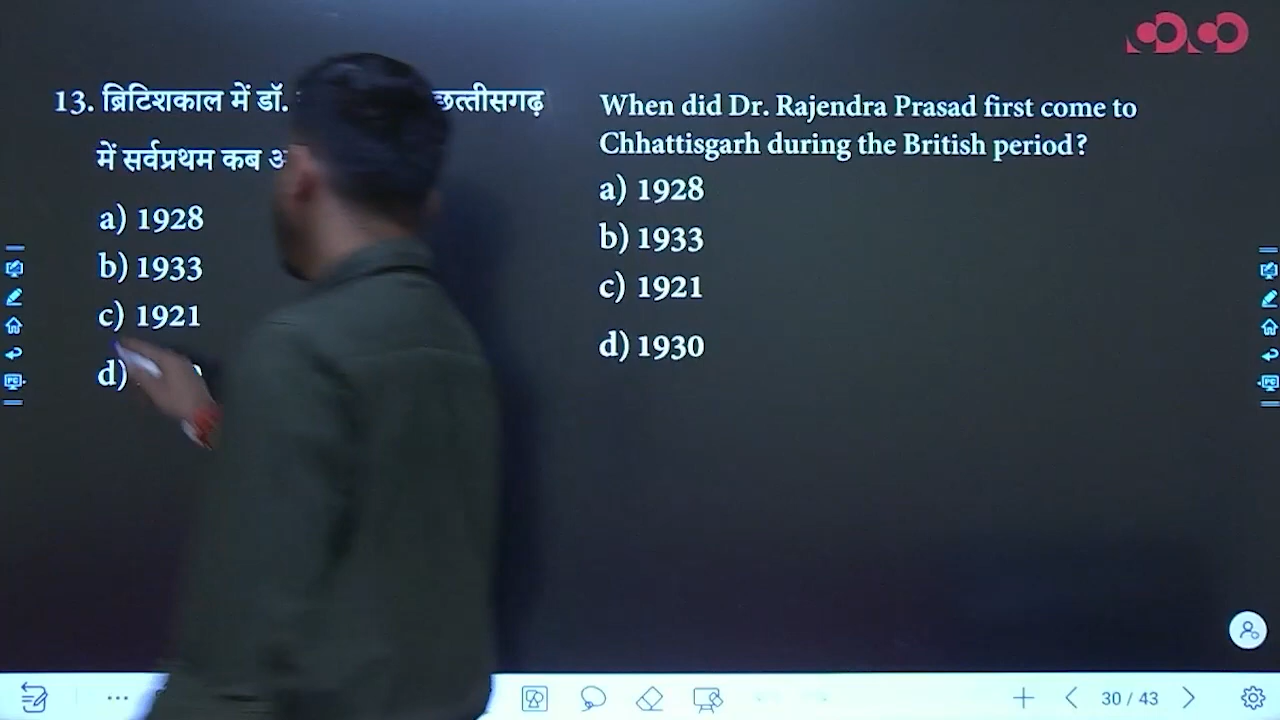 13. ब्रिटिशकाल में डॉ. छत्तीसगढ़
में सर्वप्रथम कब
a) 1928
b) 1933
c) 1921
d)
When did Dr. Rajendra Prasad first come to
Chhattisgarh during the British period?
a) 1928
b) 1933
c) 1921
d) 1930
30 / 43